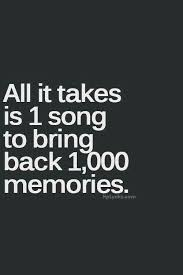 All it takes
is 1 song
to bring
back 1,000
memories.